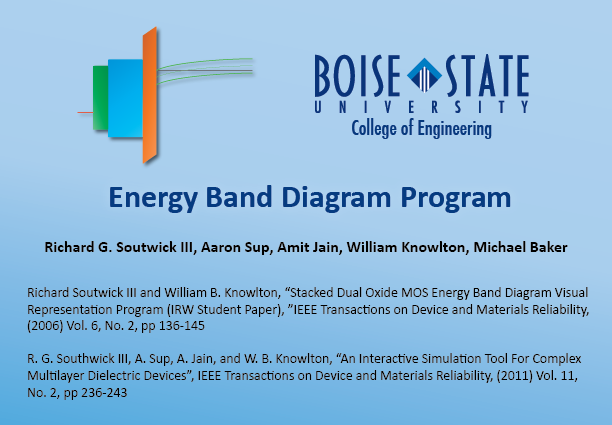 BOISE STATE
UNIVERSITY
College of Engineering
Energy Band Diagram Program
Richard G. Soutwick III, Aaron Sup, Amit Jain, William Knowlton, Michael Baker
Richard Soutwick III and William B. Knowlton, “Stacked Dual Oxide MOS Energy Band Diagram Visual
Representation Program (IRW Student Paper), ”IEEE Transactions on Device and Materials Reliability,
(2006) Vol. 6, No. 2, pp 136-145
R. G. Southwick III, A. Sup, A. Jain, and W. B. Knowlton, “An Interactive Simulation Tool For Complex
Multilayer Dielectric Devices”, IEEE Transactions on Device and Materials Reliability, (2011) Vol. 11,
No. 2, pp 236-243